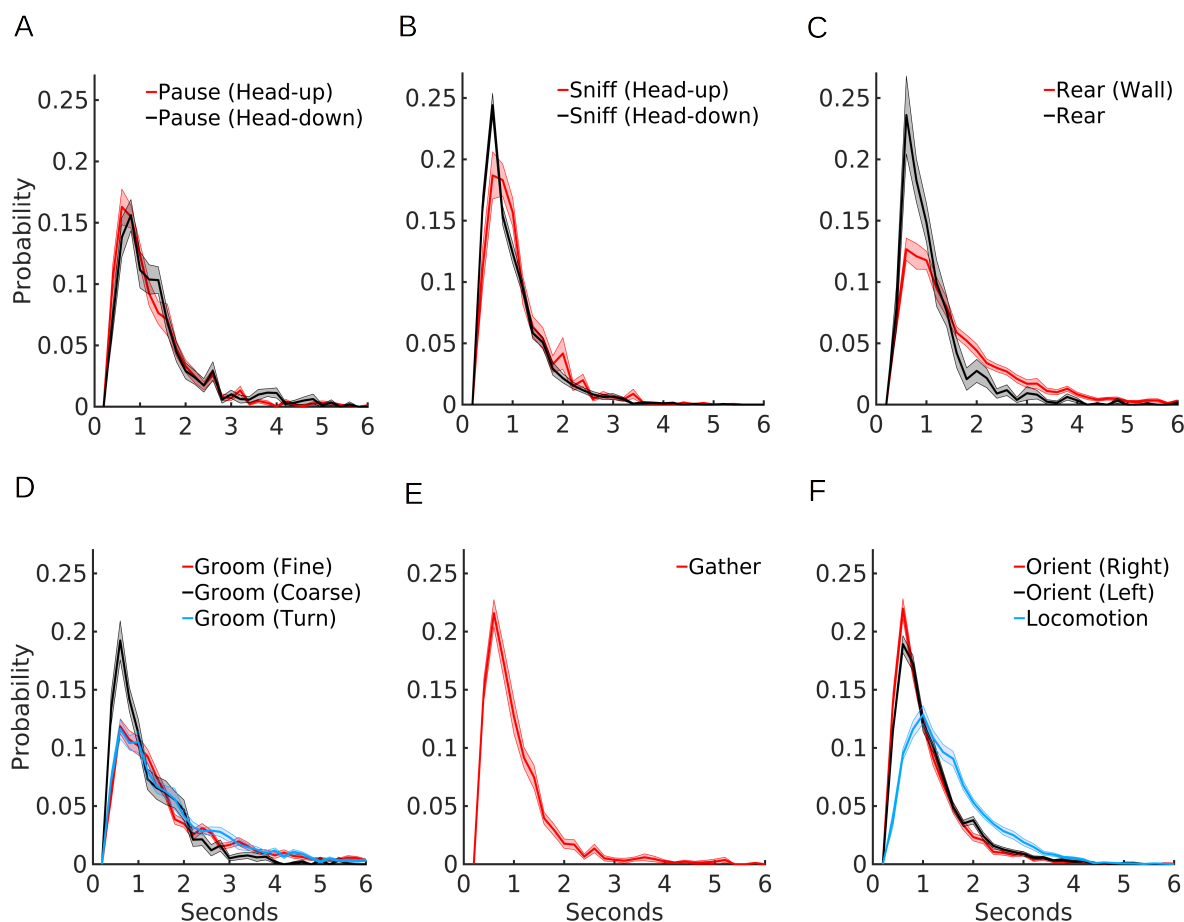 A
B
C
Pause (Head-up)
Pause (Head-down)
Sniff (Head-up)
Sniff (Head-down)
Rear (Wall)
Rear
Probability
0.25
0.2
0.15
0.1
0.05
0
0 1 2 3 4 5 6
0.25
0.2
0.15
0.1
0.05
0
0 1 2 3 4 5 6
0.25
0.2
0.15
0.1
0.05
0
0 1 2 3 4 5 6
D
E
F
Groom (Fine)
Groom (Coarse)
Groom (Turn)
Gather
Orient (Right)
Orient (Left)
Locomotion
Probability
0.25
0.2
0.15
0.1
0.05
0
0 1 2 3 4 5 6
Seconds
0.25
0.2
0.15
0.1
0.05
0
0 1 2 3 4 5 6
Seconds
0.25
0.2
0.15
0.1
0.05
0
0 1 2 3 4 5 6
Seconds